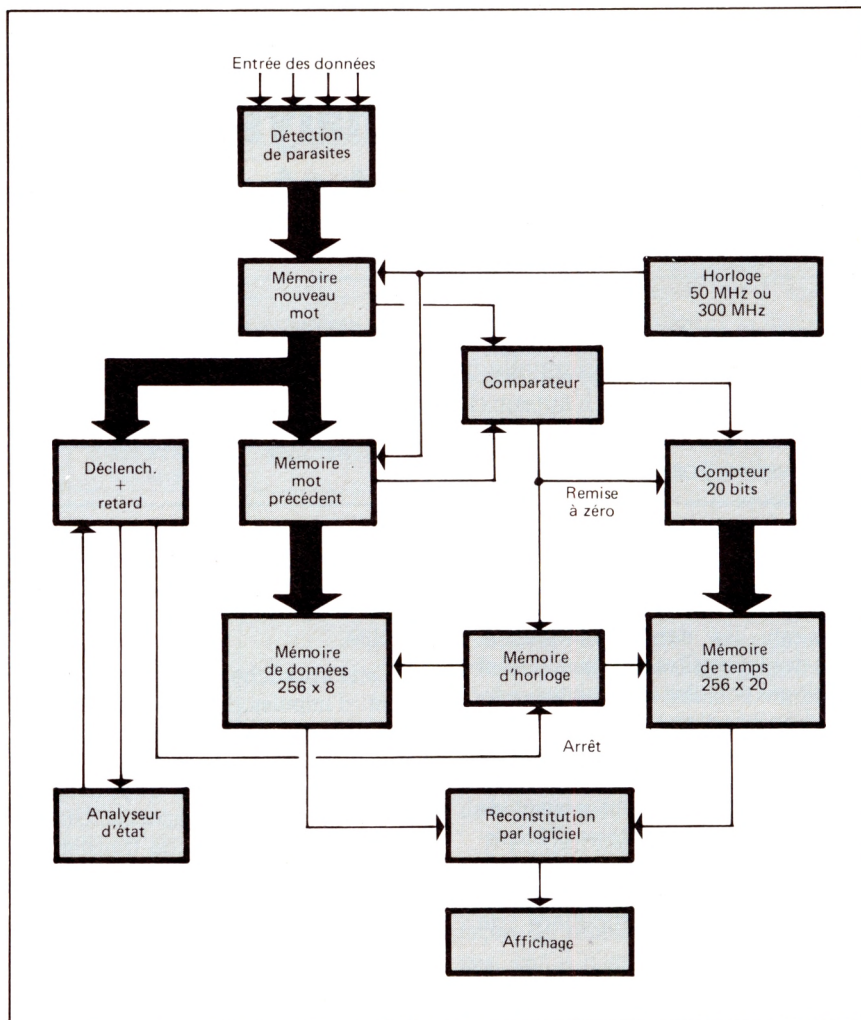 Entrée des données
Détection
de parasites
Mémoire
nouveau
mot
Horloge
50 MHz ou
300 MHz
Comparateur
Déclench.
+
retard
Mémoire
mot
précédent
Compteur
20 bits
Remise
à zéro
Mémoire
de données
256 x 8
Mémoire
d'horloge
Mémoire
de temps
256 x 20
Arrêt
Analyseur
d'état
Reconstitution
par logiciel
Affichage